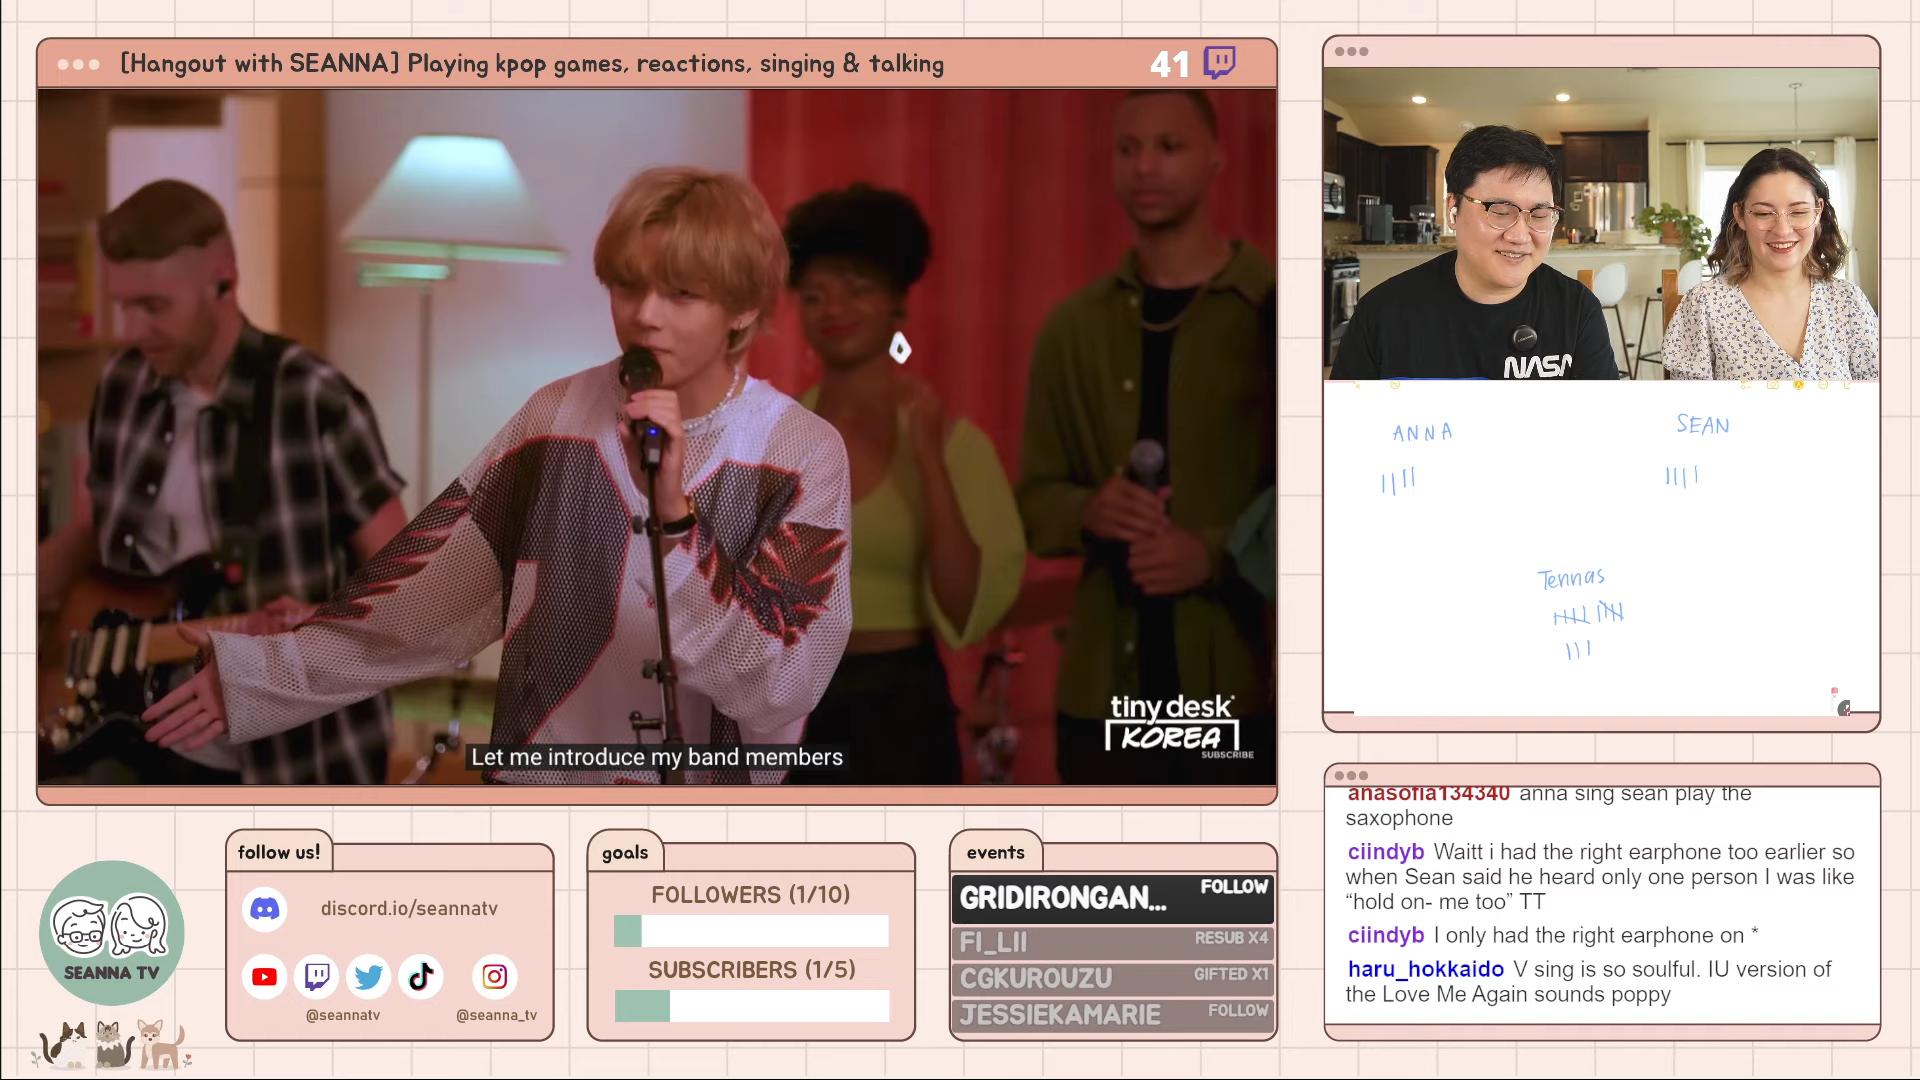 [Hangout with SEANNA] Playing kpop games, reactions, singing & talking
41
tiny desk
KOREA
SUBSCRIBE
Let me introduce my band members
NASA
ANNA
SEAN
Tennas
anasofia134340 anna sing sean play the
saxophone
ciindyb Waitt i had the right earphone too earlier so
when Sean said he heard only one person I was like
“hold on- me too” TT
ciindyb I only had the right earphone on *
haru_hokkaido V sing is so soulful. IU version of
the Love Me Again sounds poppy
SEANNA TV
follow us!
discord.io/seannatv
@seannatv
@seanna_tv
goals
FOLLOWERS (1/10)
SUBSCRIBERS (1/5)
events
GRIDIRONGAN... FOLLOW
FI_LII RESUB X4
CGKUROUZU GIFTED X1
JESSIEKAMARIE FOLLOW